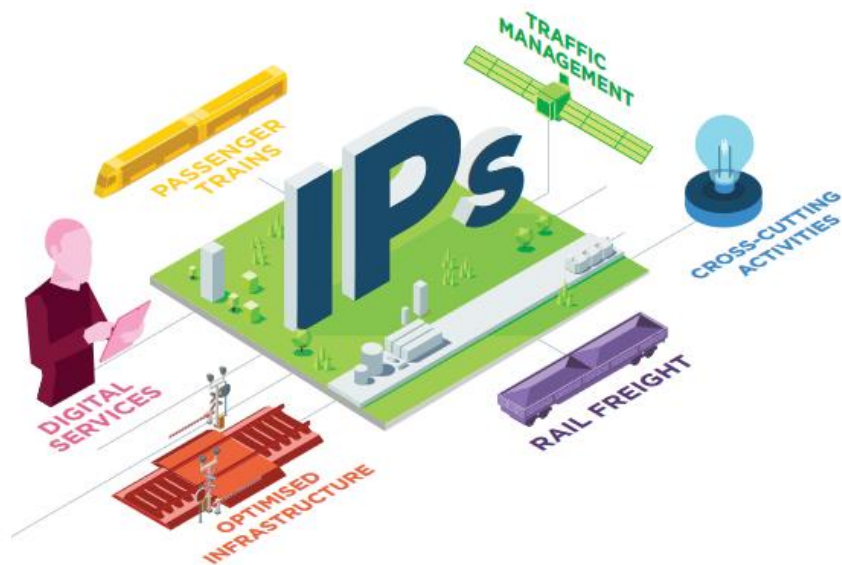 TRAFFIC
MANAGEMENT
PASSENGER
TRAINS
IPs
CROSS-CUTTING
ACTIVITIES
DIGITAL
SERVICES
RAIL FREIGHT
OPTIMISED
INFRASTRUCTURE